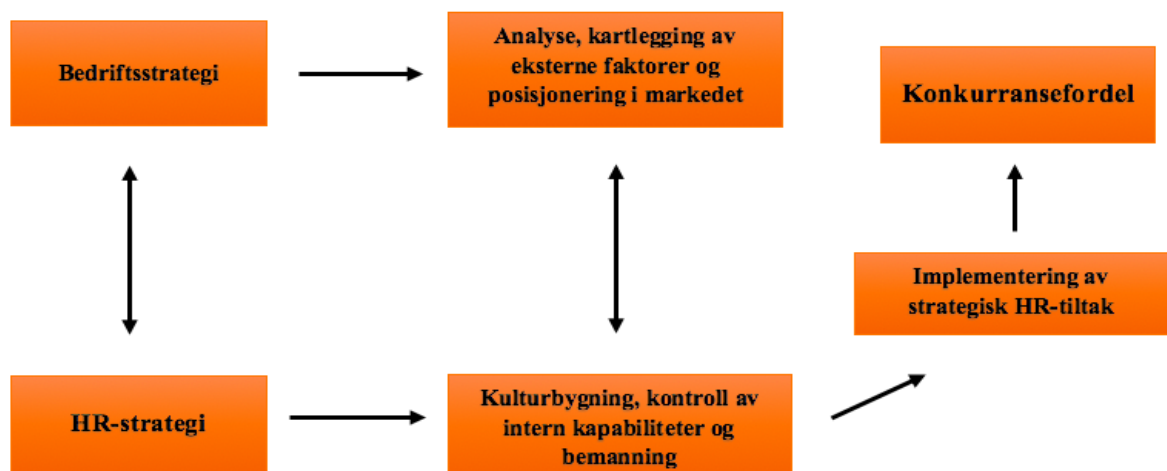 Bedriftsstrategi
Analyse, kartlegging av
eksterne faktorer og
posisjonering i markedet
Konkurransefordel
Implementering av
strategisk HR-tiltak
HR-strategi
Kulturbygning, kontroll av
intern kapabiliteter og
bemanning